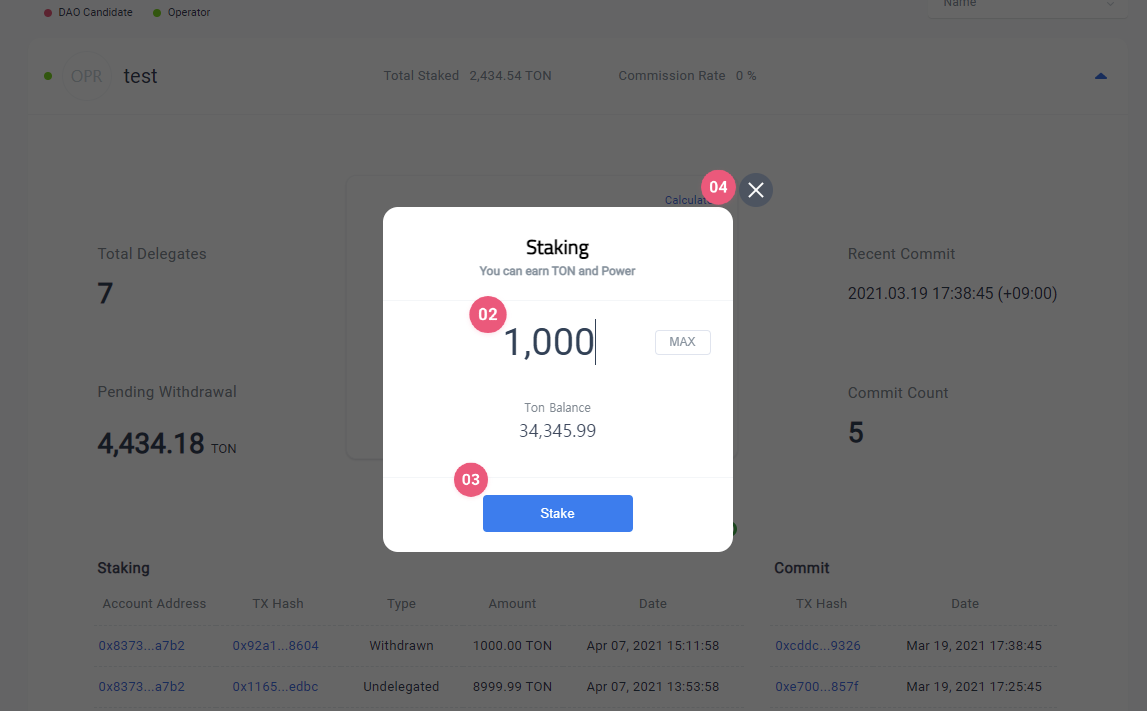 DAO Candidate Operator
Name
OPR test Total Staked 2,434.54 TON Commission Rate 0 %
04
Total Delegates
7
Pending Withdrawal
4,434.18 TON
Staking
You can earn TON and Power
02
1,000
MAX
Ton Balance
34,345.99
03
Stake
Recent Commit
2021.03.19 17:38:45 (+09:00)
Commit Count
5
Staking
Account Address TX Hash Type Amount Date
0x8373...a7b2 0x92a1...8604 Withdrawn 1000.00 TON Apr 07, 2021 15:11:58
0x8373...a7b2 0x1165...edbc Undelegated 8999.99 TON Apr 07, 2021 13:53:58
Commit
TX Hash Date
0xcddc...9326 Mar 19, 2021 17:38:45
0xe700...857f Mar 19, 2021 17:25:45